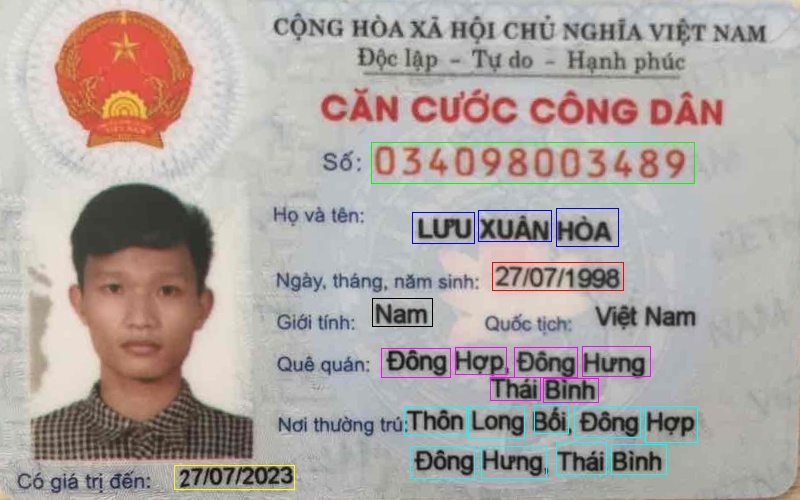 CỘNG HÒA XÃ HỘI CHỦ NGHĨA VIỆT NAM
Độc lập - Tự do - Hạnh phúc
CĂN CƯỚC CÔNG DÂN
Số: 034098003489
Họ và tên: LƯU XUÂN HÒA
Ngày, tháng, năm sinh: 27/07/1998
Giới tính: Nam Quốc tịch: Việt Nam
Quê quán: Đông Hợp, Đông Hưng
Thái Bình
Nơi thường trú: Thôn Long Bối, Đông Hợp
Đông Hưng, Thái Bình
Có giá trị đến: 27/07/2023